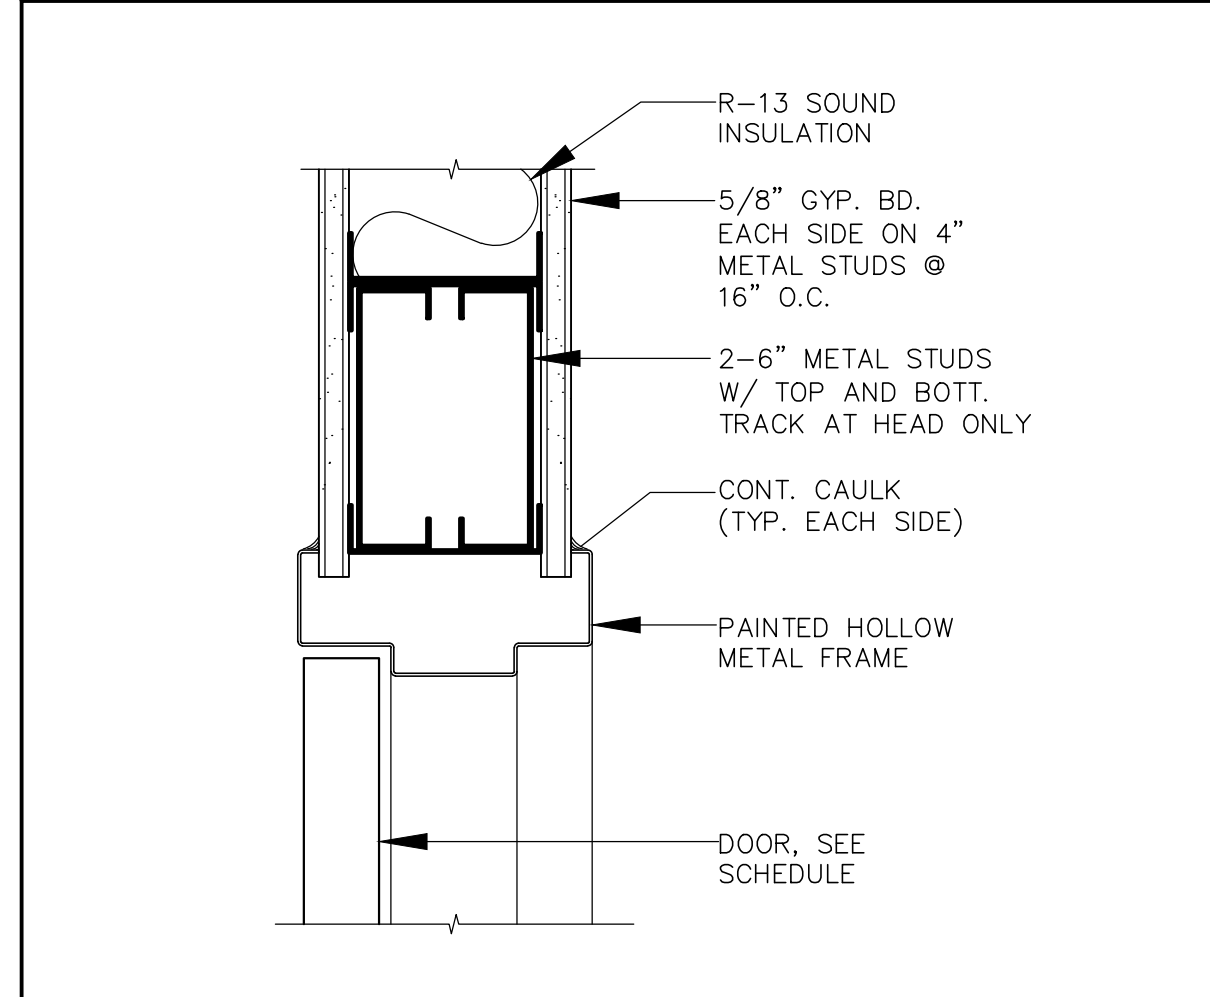 R-13 SOUND
INSULATION
5/8" GYP. BD.
EACH SIDE ON 4"
METAL STUDS @
16" O.C.
2-6" METAL STUDS
W/ TOP AND BOTT.
TRACK AT HEAD ONLY
CONT. CAULK
(TYP. EACH SIDE)
PAINTED HOLLOW
METAL FRAME
DOOR, SEE
SCHEDULE